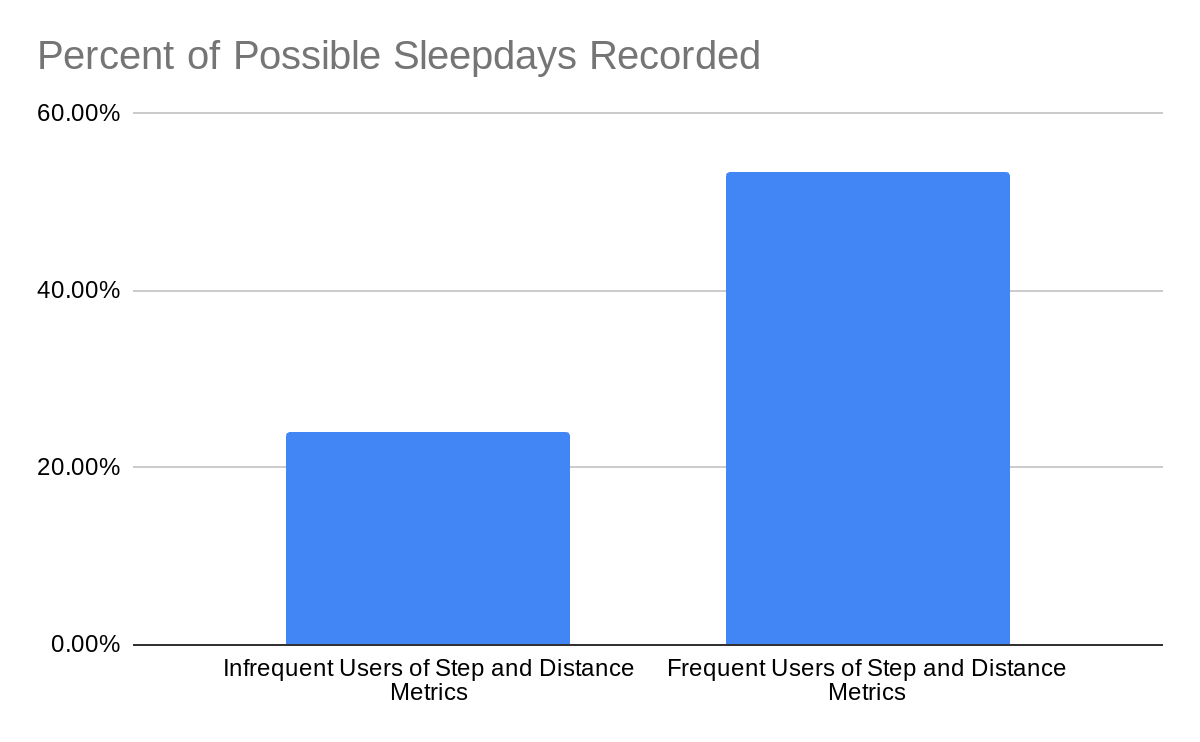 Percent of Possible Sleepdays Recorded
60.00%
40.00%
20.00%
0.00%
Infrequent Users of Step and Distance
Metrics
Frequent Users of Step and Distance
Metrics